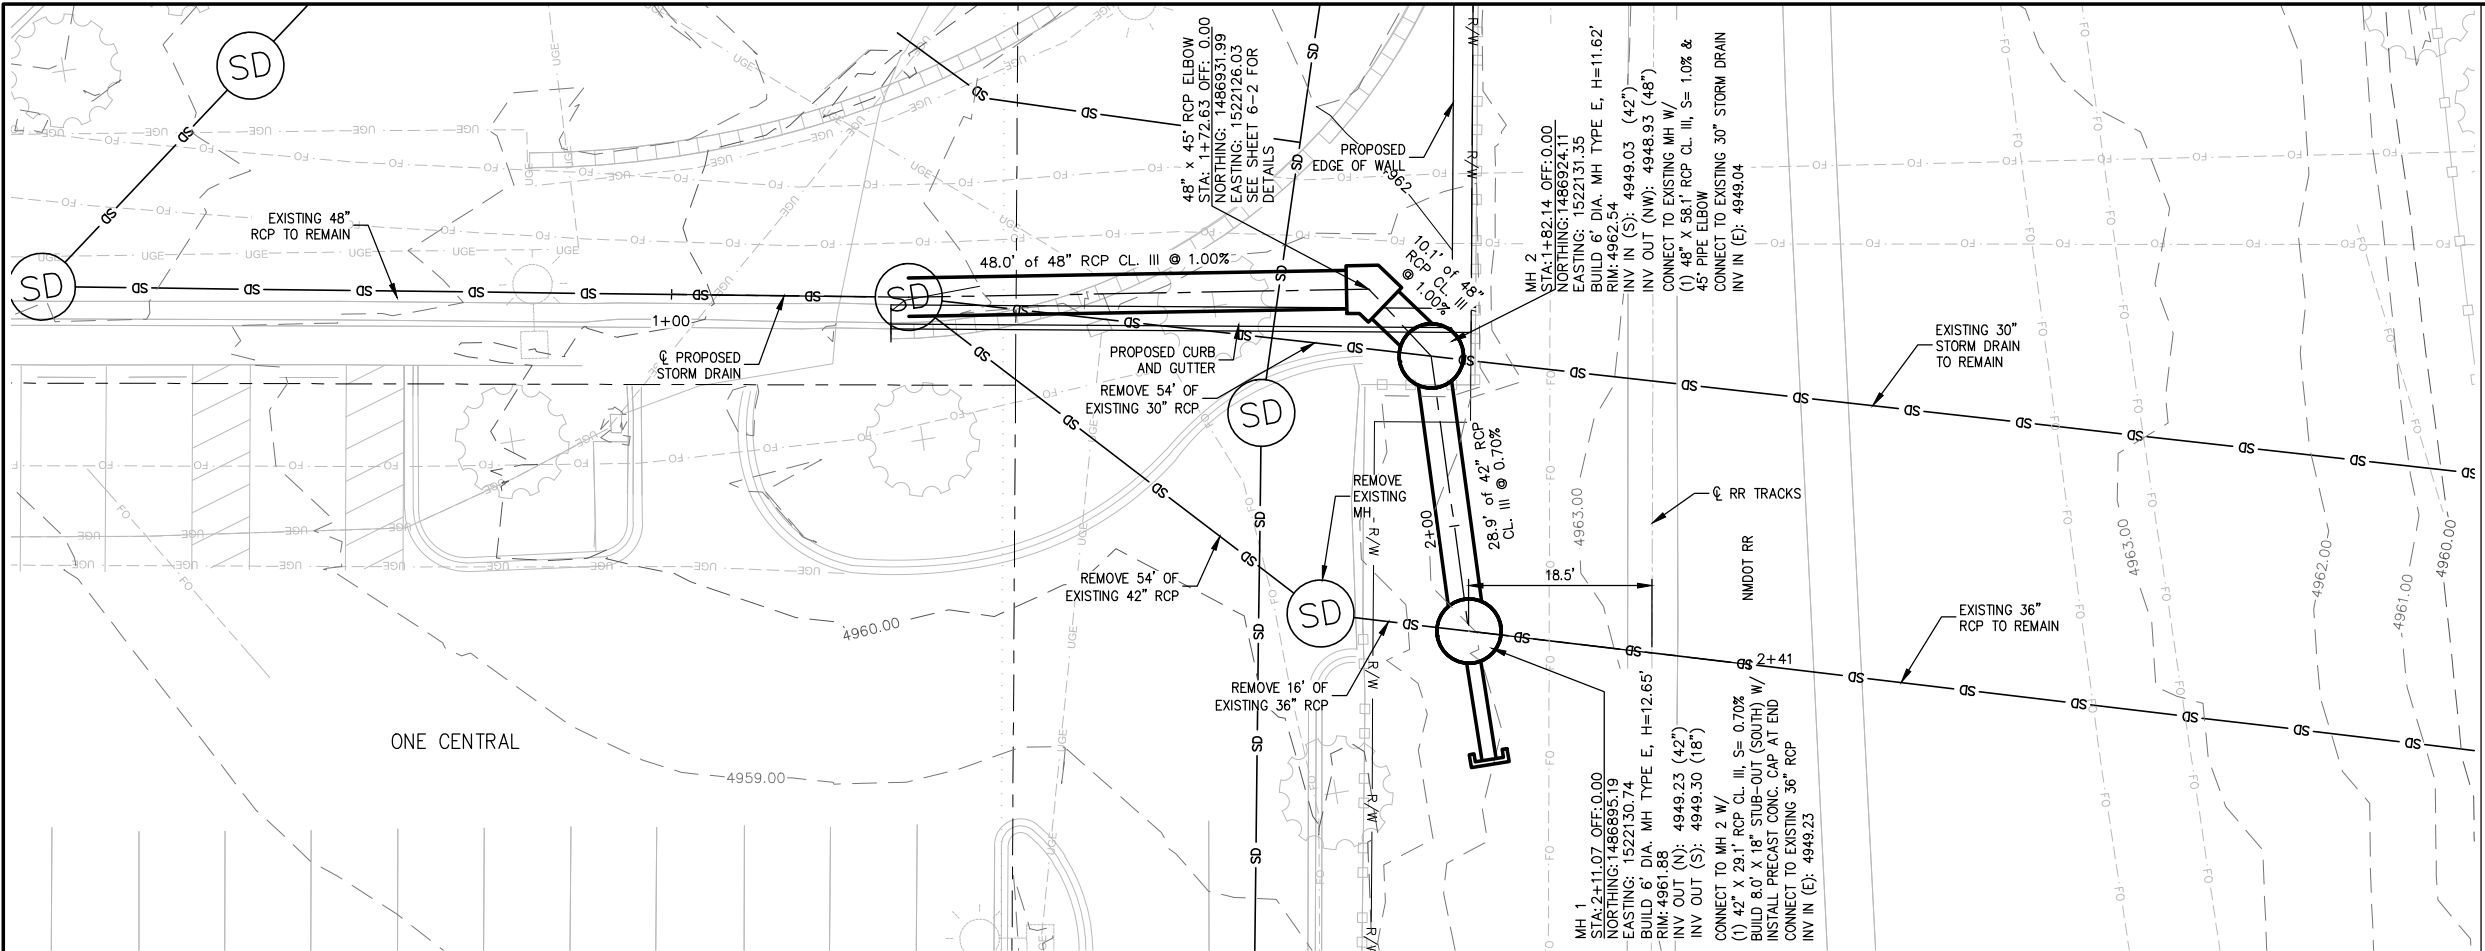 SD
SD
SD
SD
SD
EXISTING 48"
RCP TO REMAIN
1+00
℄ PROPOSED
STORM DRAIN
48.0' of 48" RCP CL. III @ 1.00%
48" x 45° RCP ELBOW
STA: 1+72.63 OFF: 0.00
NORTHING: 1486931.99
EASTING: 1522126.03
SEE SHEET 6-2 FOR
DETAILS
PROPOSED
EDGE OF WALL
4962
10.1' of 48"
RCP CL. III
@ 1.00%
MH 2
STA:1+82.14 OFF:0.00
NORTHING:1486924.11
EASTING: 1522131.35
BUILD 6' DIA. MH TYPE E, H=11.62'
RIM:4962.54
INV IN (S): 4949.03 (42")
INV OUT (NW): 4948.93 (48")
CONNECT TO EXISTING MH W/
(1) 48" X 58.1' RCP CL. III, S= 1.0% &
45° PIPE ELBOW
CONNECT TO EXISTING 30" STORM DRAIN
INV IN (E): 4949.04
PROPOSED CURB
AND GUTTER
REMOVE 54' OF
EXISTING 30" RCP
REMOVE
EXISTING
MH
REMOVE 54' OF
EXISTING 42" RCP
REMOVE 16' OF
EXISTING 36" RCP
2+00
28.9' of 42" RCP
CL. III @ 0.70%
18.5'
EXISTING 30"
STORM DRAIN
TO REMAIN
℄ RR TRACKS
NMDOT RR
EXISTING 36"
RCP TO REMAIN
2+41
MH 1
STA:2+11.07 OFF:0.00
NORTHING:1486895.19
EASTING: 1522130.74
BUILD 6' DIA. MH TYPE E, H=12.65'
RIM:4961.88
INV OUT (N): 4949.23 (42")
INV OUT (S): 4949.30 (18")
CONNECT TO MH 2 W/
(1) 42" X 29.1' RCP CL. III, S= 0.70%
BUILD 8.0' X 18" STUB-OUT (SOUTH) W/
INSTALL PRECAST CONC. CAP AT END
CONNECT TO EXISTING 36" RCP
INV IN (E): 4949.23
ONE CENTRAL
4960.00
4959.00
4963.00
4963.00
4962.00
4961.00
4960.00
SD
UGE
FO
R/W